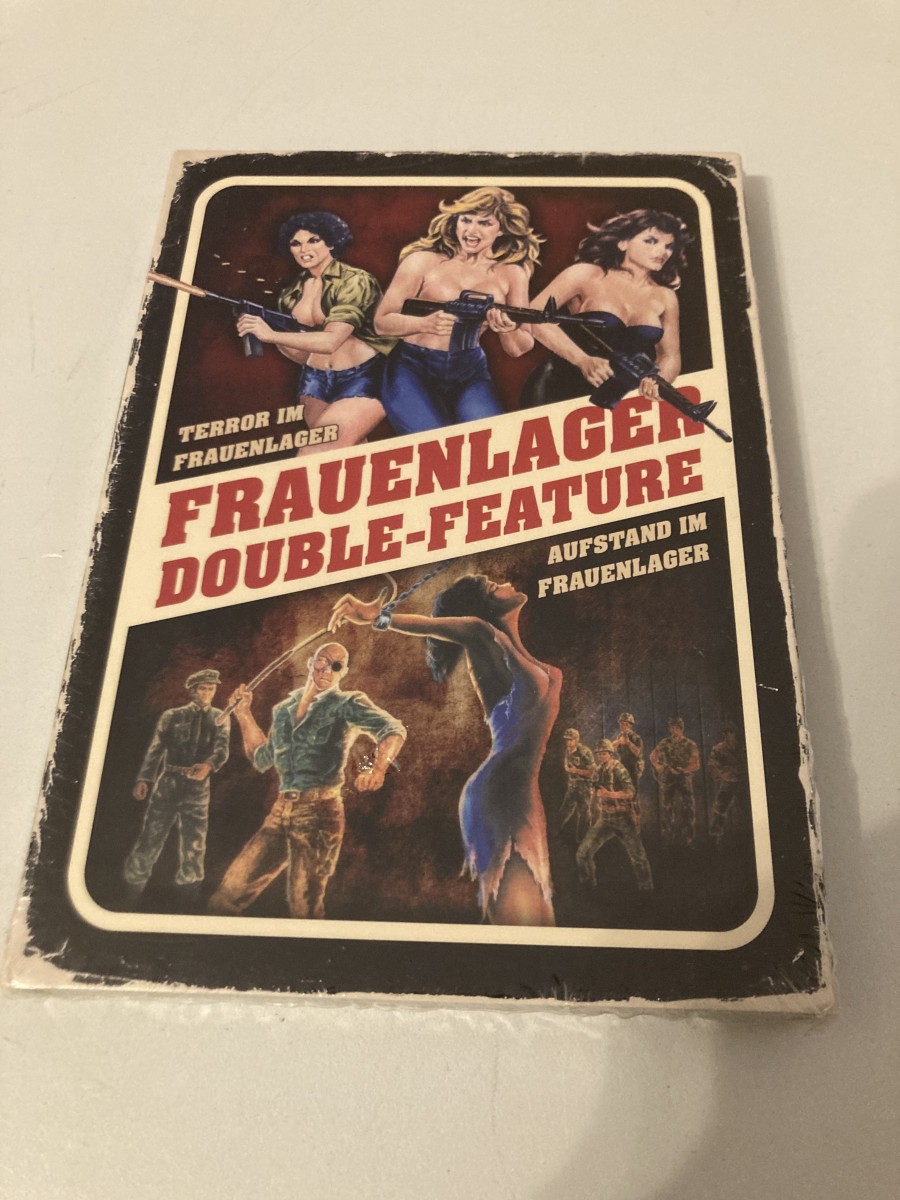 TERROR IM
FRAUENLAGER
FRAUENLAGER
DOUBLE-FEATURE
AUFSTAND IM
FRAUENLAGER